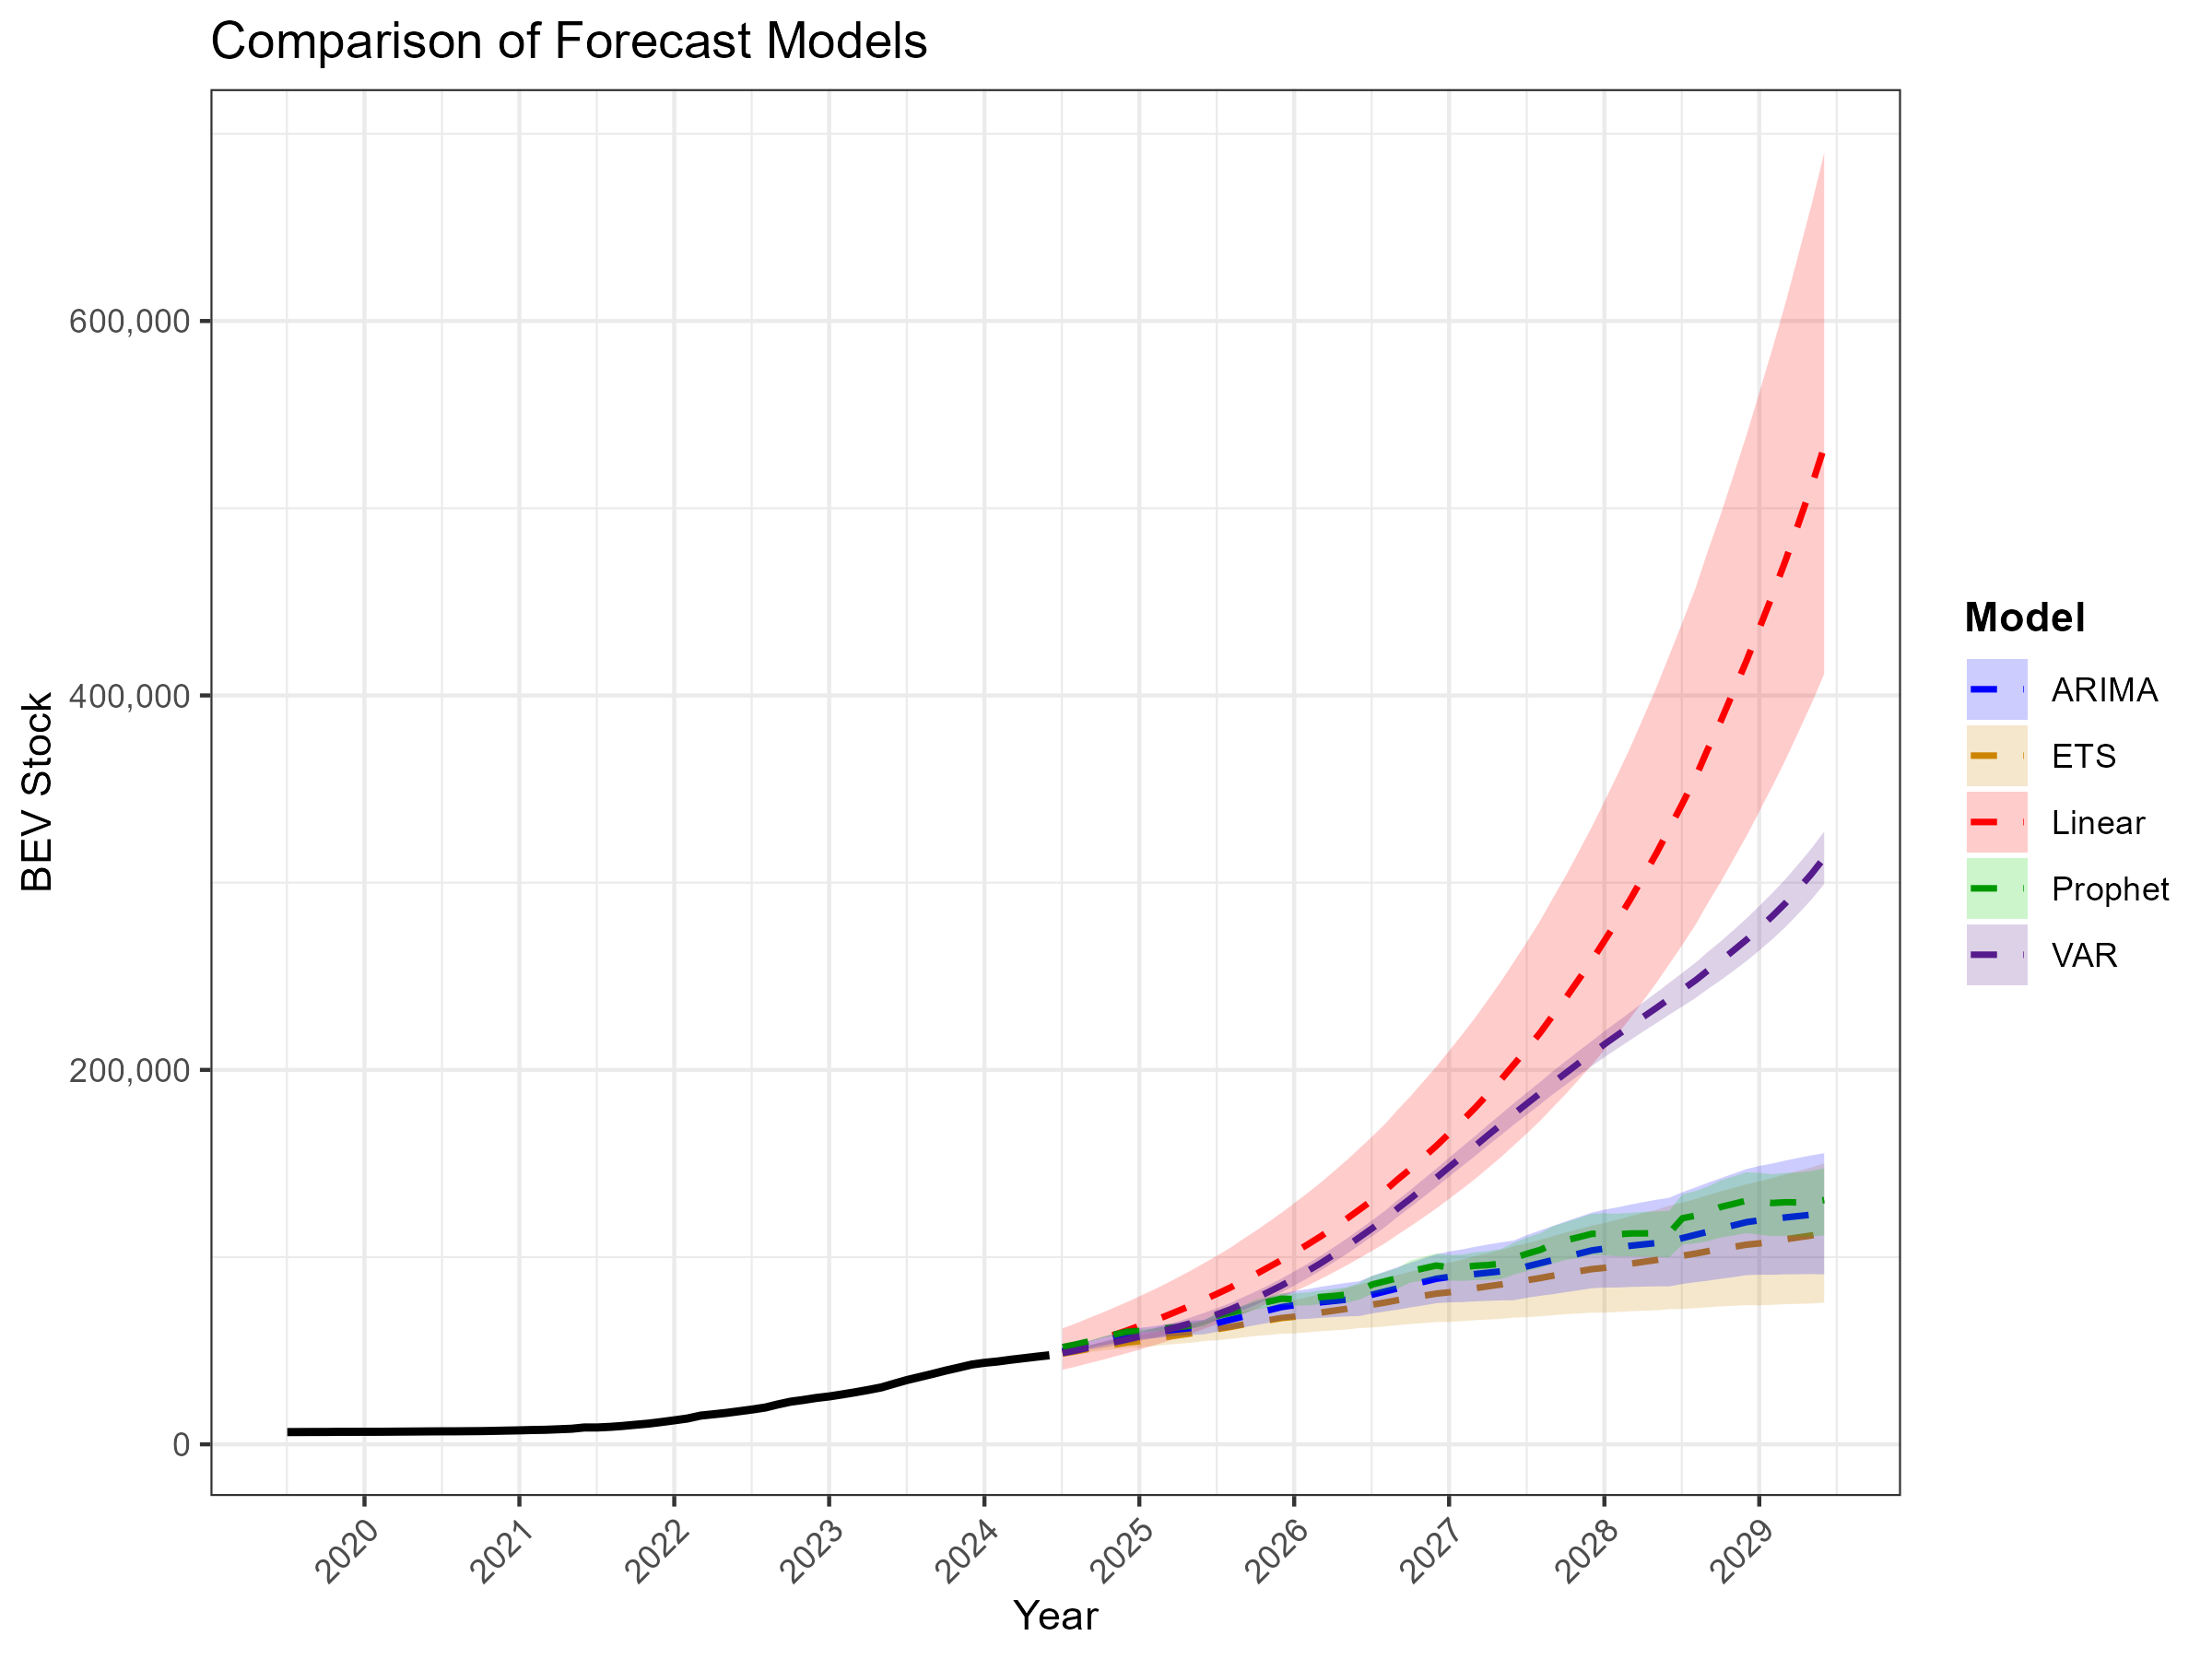 Comparison of Forecast Models
BEV Stock
600,000
400,000
200,000
0
2020
2021
2022
2023
2024
2025
2026
2027
2028
2029
Year
Model
ARIMA
ETS
Linear
Prophet
VAR